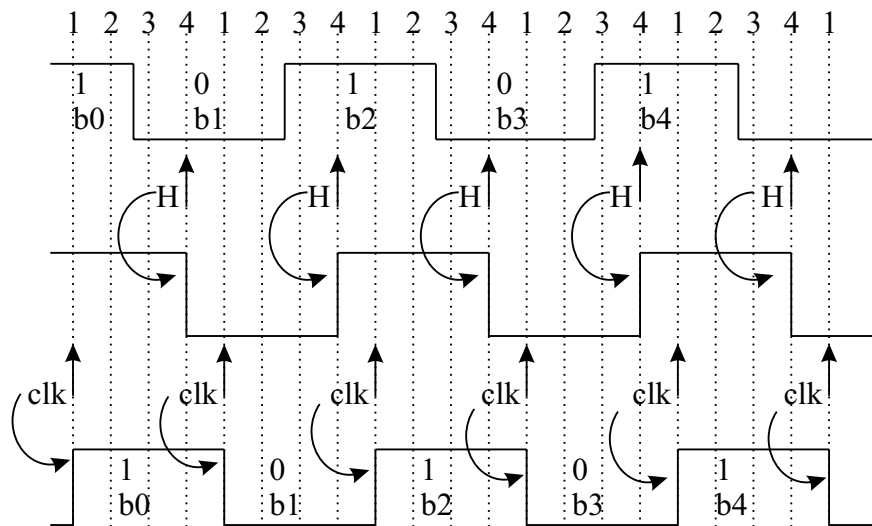 1 2 3 4 1 2 3 4 1 2 3 4 1 2 3 4 1 2 3 4 1
1 0 1 0 1
b0 b1 b2 b3 b4
H H H H H
clk clk clk clk clk clk
1 0 1 0 1
b0 b1 b2 b3 b4